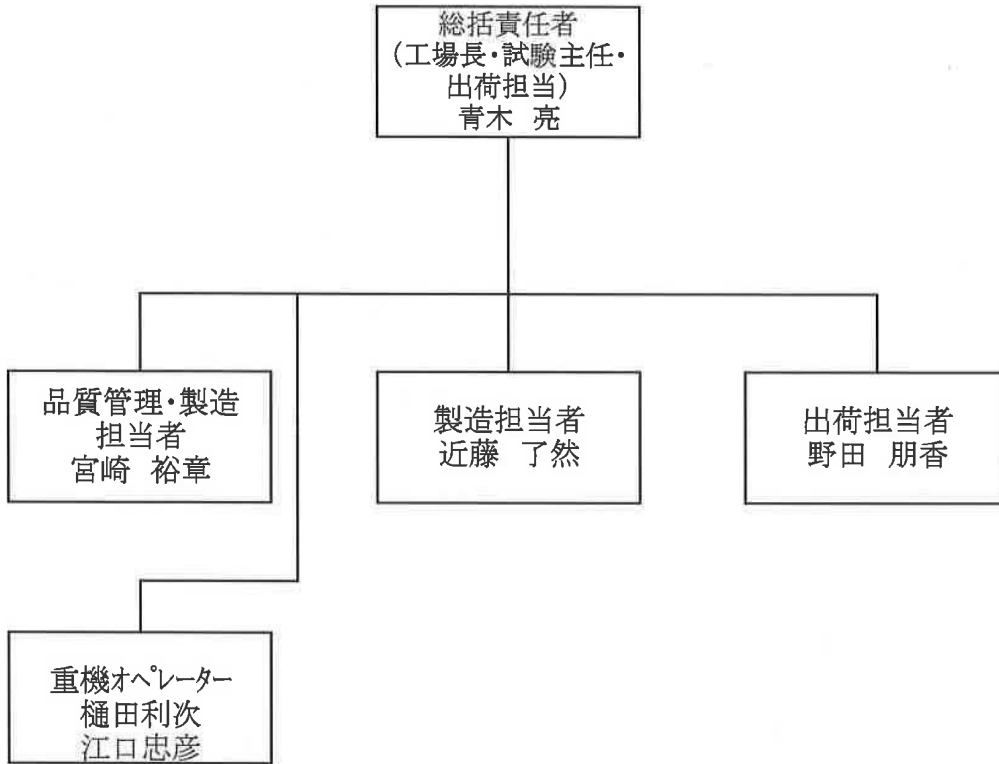 総括責任者
(工場長・試験主任・
出荷担当)
青木 亮
品質管理・製造
担当者
宮崎 裕章
製造担当者
近藤 了然
出荷担当者
野田 朋香
重機ｵﾍﾟﾚｰﾀｰ
樋田利次
江口忠彦